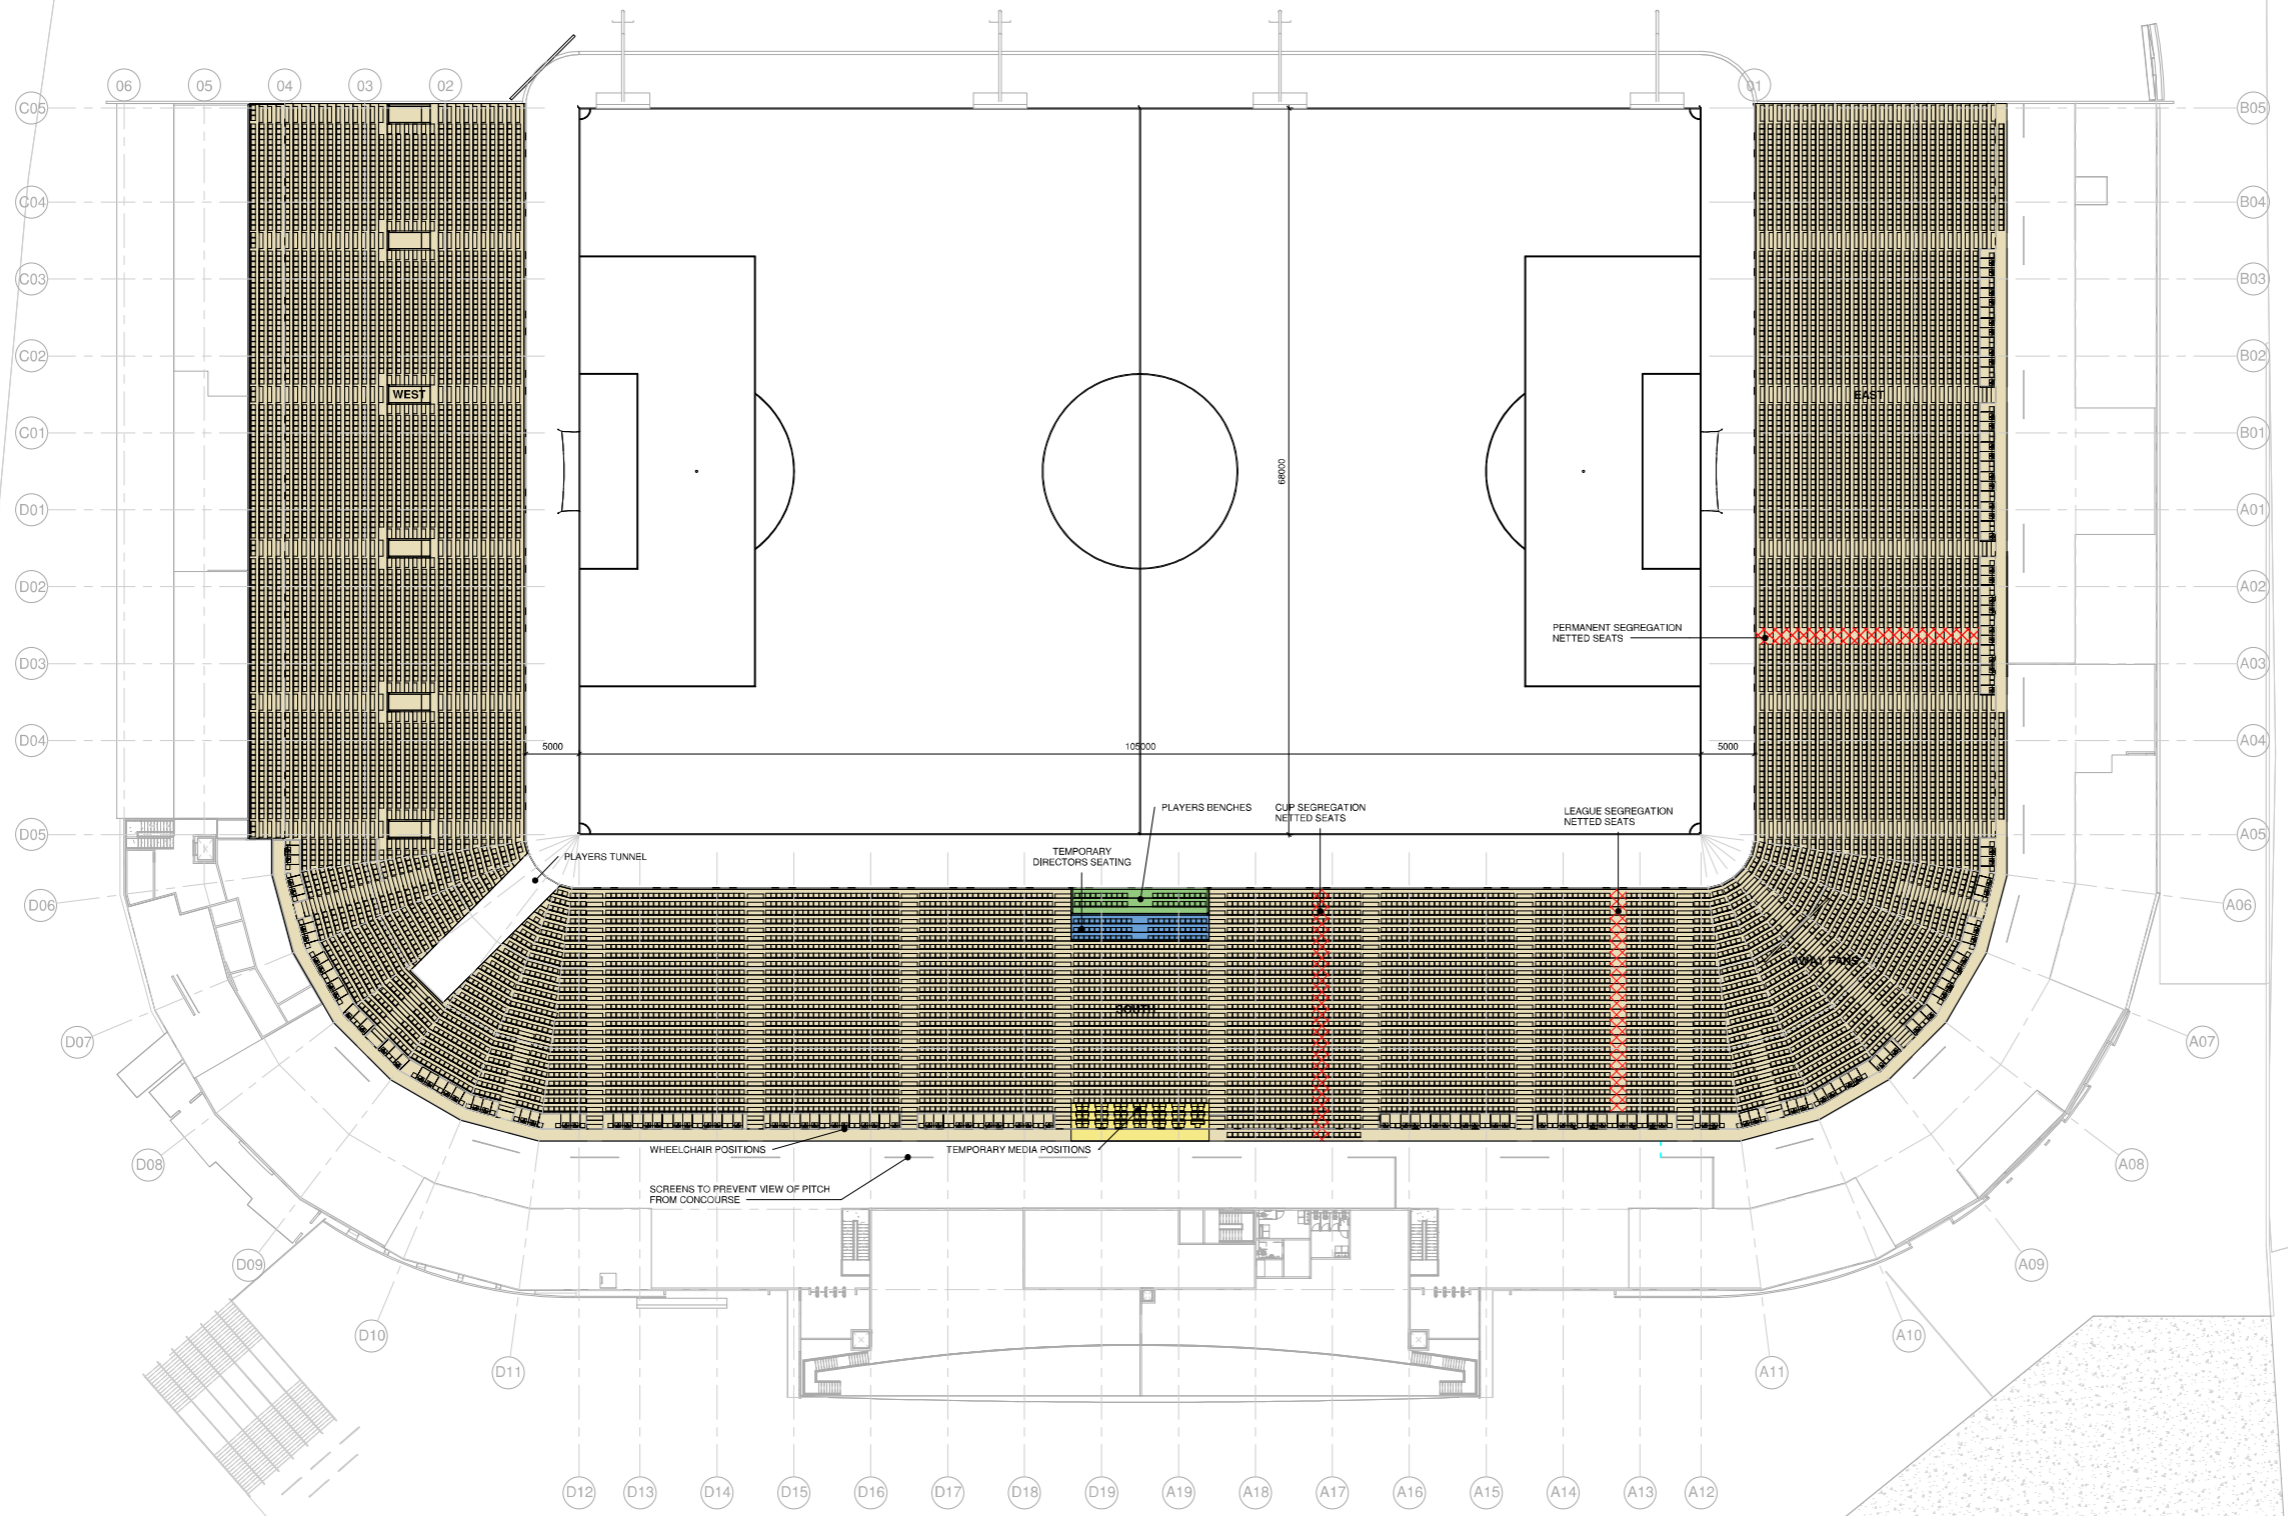 06
05
04
03
02
01
C05
B05
C04
B04
C03
B03
C02
B02
WEST
EAST
C01
B01
68000
D01
A01
D02
A02
PERMANENT SEGREGATION
NETTED SEATS
D03
A03
D04
A04
5000
105000
5000
PLAYERS BENCHES
CUP SEGREGATION
NETTED SEATS
LEAGUE SEGREGATION
NETTED SEATS
D05
A05
TEMPORARY
DIRECTORS SEATING
PLAYERS TUNNEL
D06
A06
AWAY FANS
SOUTH
D07
A07
WHEELCHAIR POSITIONS
TEMPORARY MEDIA POSITIONS
D08
A08
SCREENS TO PREVENT VIEW OF PITCH
FROM CONCOURSE
D09
A09
D10
A10
D11
A11
D12
D13
D14
D15
D16
D17
D18
D19
A19
A18
A17
A16
A15
A14
A13
A12